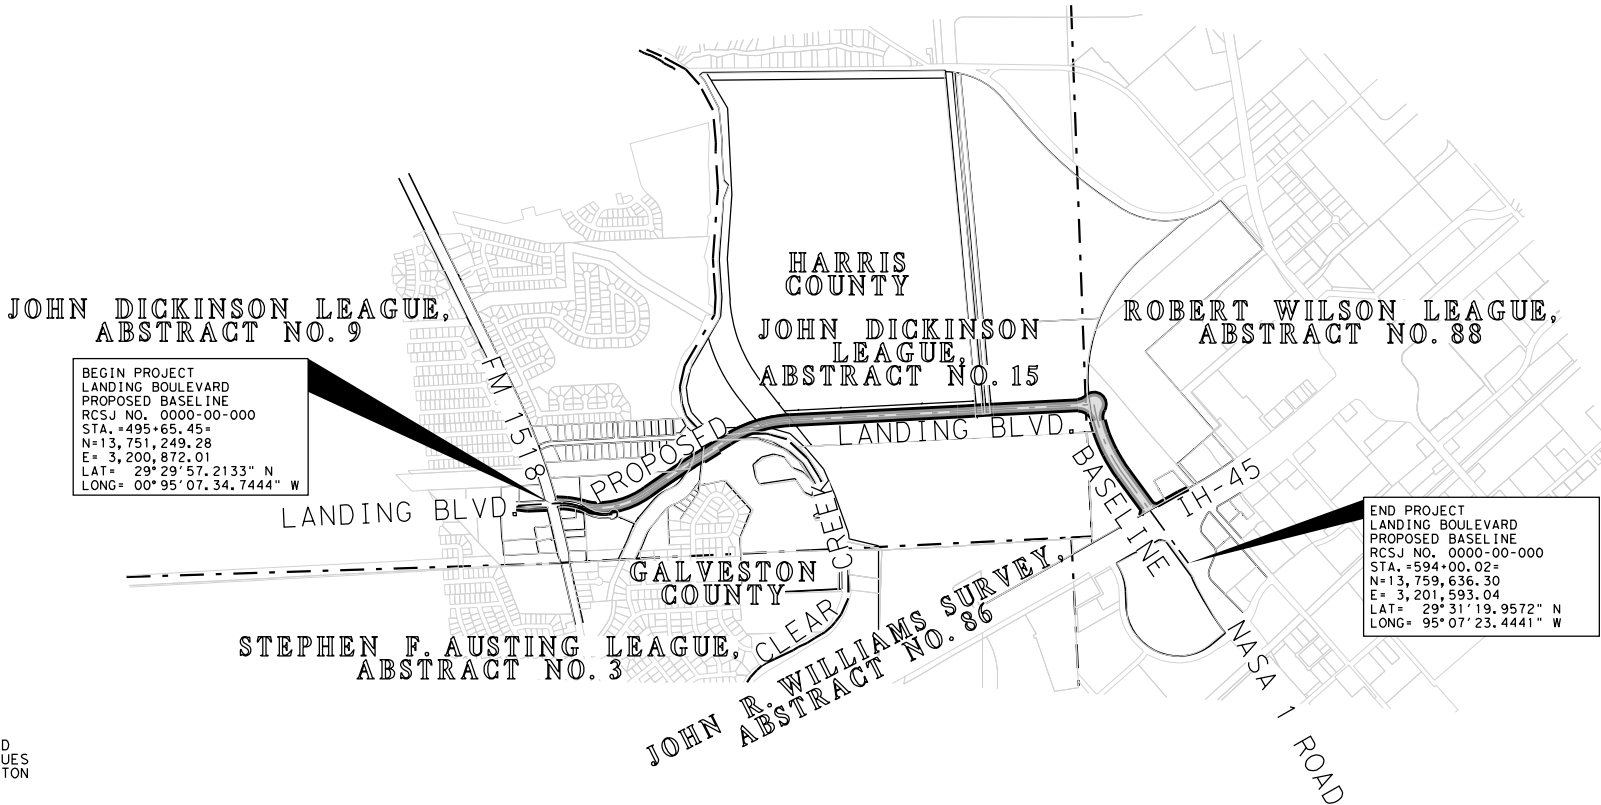 HARRIS
COUNTY
JOHN DICKINSON LEAGUE,
ABSTRACT NO. 9
JOHN DICKINSON
LEAGUE,
ABSTRACT NO. 15
ROBERT WILSON LEAGUE,
ABSTRACT NO. 88
BEGIN PROJECT
LANDING BOULEVARD
PROPOSED BASELINE
RCSJ NO. 0000-00-000
STA. =495+65.45=
N=13,751,249.28
E= 3,200,872.01
LAT= 29°29'57.2133" N
LONG= 00°95'07.34.7444" W
FM 1518
PROPOSED
LANDING BLVD.
BASELINE
LANDING BLVD.
IH-45
CREEK
CLEAR
END PROJECT
LANDING BOULEVARD
PROPOSED BASELINE
RCSJ NO. 0000-00-000
STA. =594+00.02=
N=13,759,636.30
E= 3,201,593.04
LAT= 29°31'19.9572" N
LONG= 95°07'23.4441" W
GALVESTON
COUNTY
STEPHEN F. AUSTING LEAGUE,
ABSTRACT NO. 3
JOHN R. WILLIAMS SURVEY,
ABSTRACT NO. 86
NASA 1 ROAD
D
UES
TON